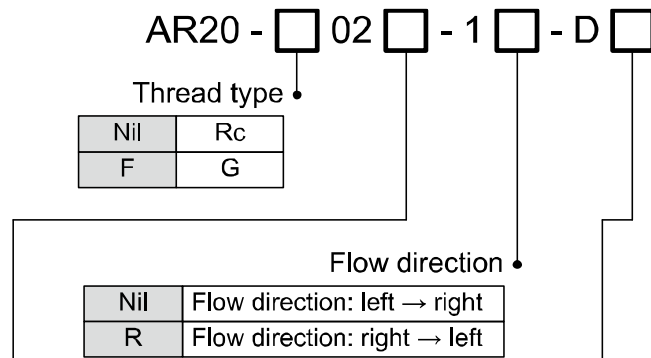 AR20 - □ 02 □ - 1 □ - D □
Thread type
Nil Rc
F G
Flow direction
Nil Flow direction: left → right
R Flow direction: right → left